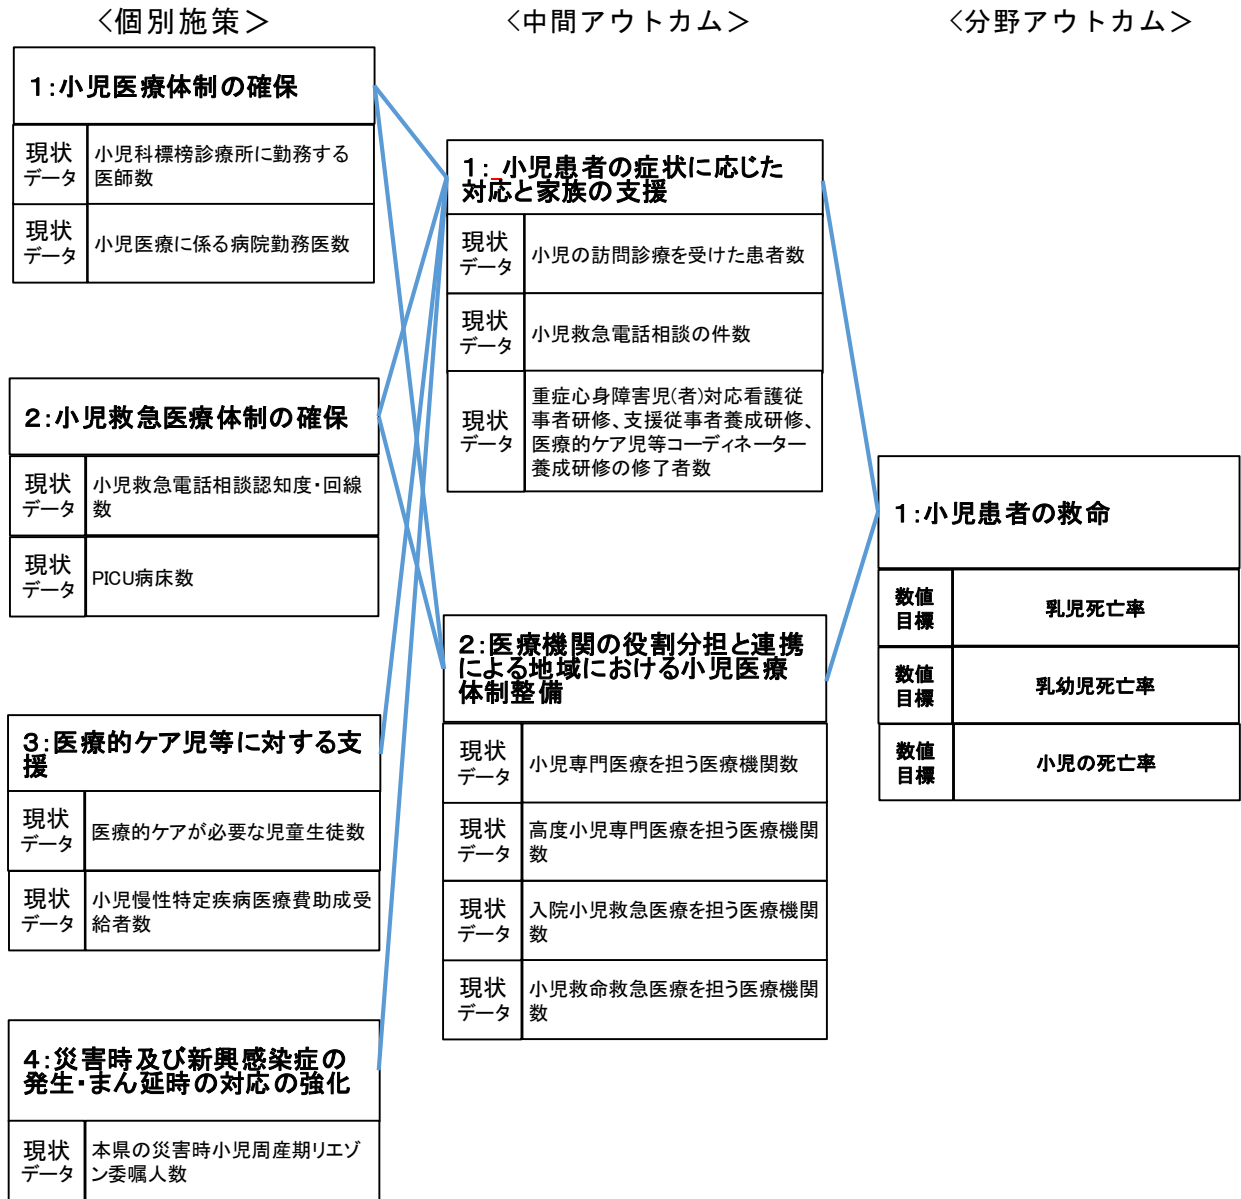 <個別施策>
<中間アウトカム>
<分野アウトカム>
1:小児医療体制の確保
現状
データ
小児科標榜診療所に勤務する
医師数
現状
データ
小児医療に係る病院勤務医数
2:小児救急医療体制の確保
現状
データ
小児救急電話相談認知度・回線
数
現状
データ
PICU病床数
3:医療的ケア児等に対する支
援
現状
データ
医療的ケアが必要な児童生徒数
現状
データ
小児慢性特定疾病医療費助成受
給者数
4:災害時及び新興感染症の
発生・まん延時の対応の強化
現状
データ
本県の災害時小児周産期リエゾ
ン委嘱人数
1: 小児患者の症状に応じた
対応と家族の支援
現状
データ
小児の訪問診療を受けた患者数
現状
データ
小児救急電話相談の件数
現状
データ
重症心身障害児(者)対応看護従
事者研修、支援従事者養成研修、
医療的ケア児等コーディネーター
養成研修の修了者数
2:医療機関の役割分担と連携
による地域における小児医療
体制整備
現状
データ
小児専門医療を担う医療機関数
現状
データ
高度小児専門医療を担う医療機関
数
現状
データ
入院小児救急医療を担う医療機関
数
現状
データ
小児救命救急医療を担う医療機関
数
1:小児患者の救命
数値
目標
乳児死亡率
数値
目標
乳幼児死亡率
数値
目標
小児の死亡率